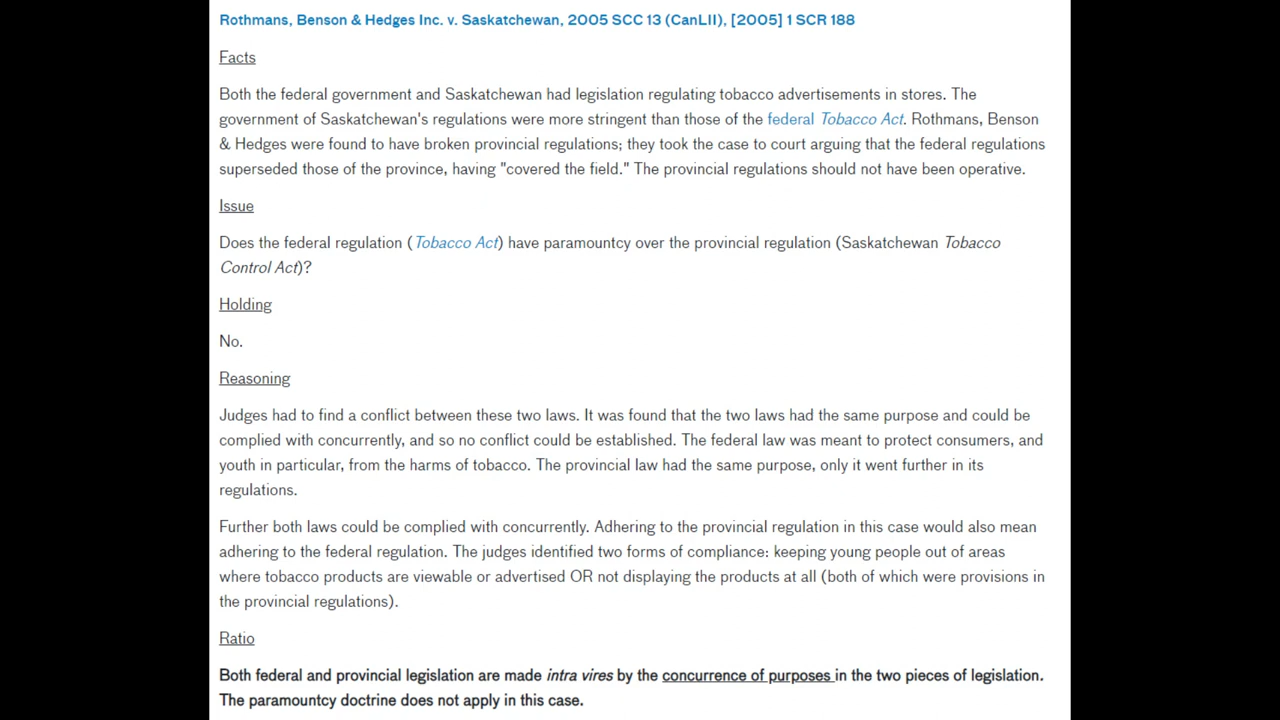 Rothmans, Benson & Hedges Inc. v. Saskatchewan, 2005 SCC 13 (CanLII), [2005] 1 SCR 188
Facts
Both the federal government and Saskatchewan had legislation regulating tobacco advertisements in stores. The
government of Saskatchewan's regulations were more stringent than those of the federal Tobacco Act. Rothmans, Benson
& Hedges were found to have broken provincial regulations; they took the case to court arguing that the federal regulations
superseded those of the province, having "covered the field." The provincial regulations should not have been operative.
Issue
Does the federal regulation (Tobacco Act) have paramountcy over the provincial regulation (Saskatchewan Tobacco
Control Act)?
Holding
No.
Reasoning
Judges had to find a conflict between these two laws. It was found that the two laws had the same purpose and could be
complied with concurrently, and so no conflict could be established. The federal law was meant to protect consumers, and
youth in particular, from the harms of tobacco. The provincial law had the same purpose, only it went further in its
regulations.
Further both laws could be complied with concurrently. Adhering to the provincial regulation in this case would also mean
adhering to the federal regulation. The judges identified two forms of compliance: keeping young people out of areas
where tobacco products are viewable or advertised OR not displaying the products at all (both of which were provisions in
the provincial regulations).
Ratio
Both federal and provincial legislation are made intra vires by the concurrence of purposes in the two pieces of legislation.
The paramountcy doctrine does not apply in this case.